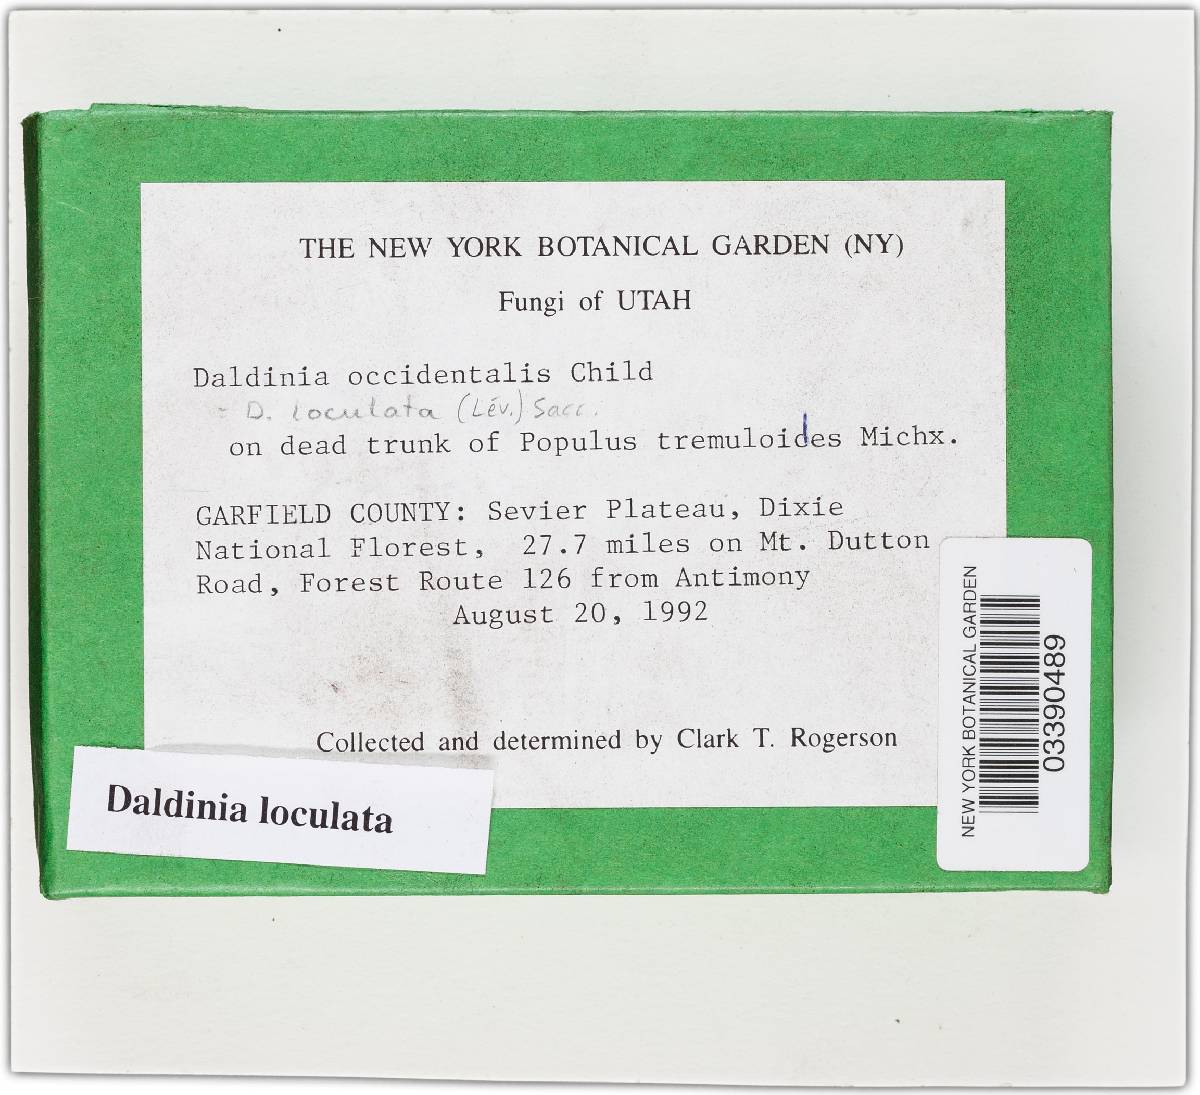 THE NEW YORK BOTANICAL GARDEN (NY)
Fungi of UTAH
Daldinia occidentalis Child
= D. loculata (Lév.) Sacc.
on dead trunk of Populus tremuloides Michx.
GARFIELD COUNTY: Sevier Plateau, Dixie
National Florest, 27.7 miles on Mt. Dutton
Road, Forest Route 126 from Antimony
August 20, 1992
Collected and determined by Clark T. Rogerson
Daldinia loculata
NEW YORK BOTANICAL GARDEN
03390489